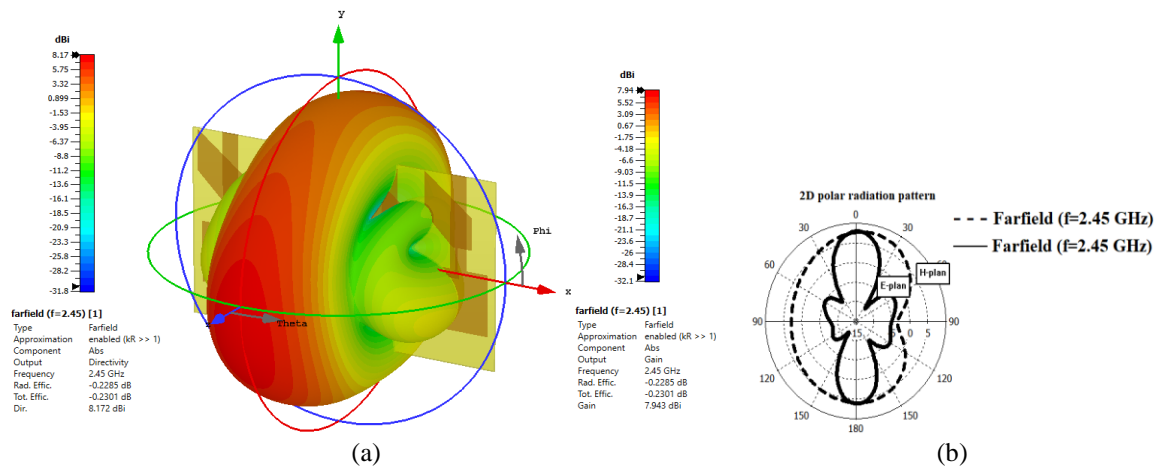 dBi
8.17
5.75
3.32
0.899
-1.53
-3.95
-6.37
-8.8
-11.2
-13.6
-16.1
-18.5
-20.9
-23.3
-25.8
-28.2
-31.8
farfield (f=2.45) [1]
Type Farfield
Approximation enabled (kR >> 1)
Component Abs
Output Directivity
Frequency 2.45 GHz
Rad. Effic. -0.2285 dB
Tot. Effic. -0.2301 dB
Dir. 8.172 dBi
y
Phi
x
Theta
dBi
7.94
5.52
3.09
0.67
-1.75
-4.18
-6.6
-9.03
-11.5
-13.9
-16.3
-18.7
-21.2
-23.6
-26
-28.4
-32.1
farfield (f=2.45) [1]
Type Farfield
Approximation enabled (kR >> 1)
Component Abs
Output Gain
Frequency 2.45 GHz
Rad. Effic. -0.2285 dB
Tot. Effic. -0.2301 dB
Gain 7.943 dBi
(a)
2D polar radiation pattern
0
30 30
60 60
90 90
120 120
150 150
180
15 0 5
H-plan
E-plan
Farfield (f=2.45 GHz)
Farfield (f=2.45 GHz)
(b)